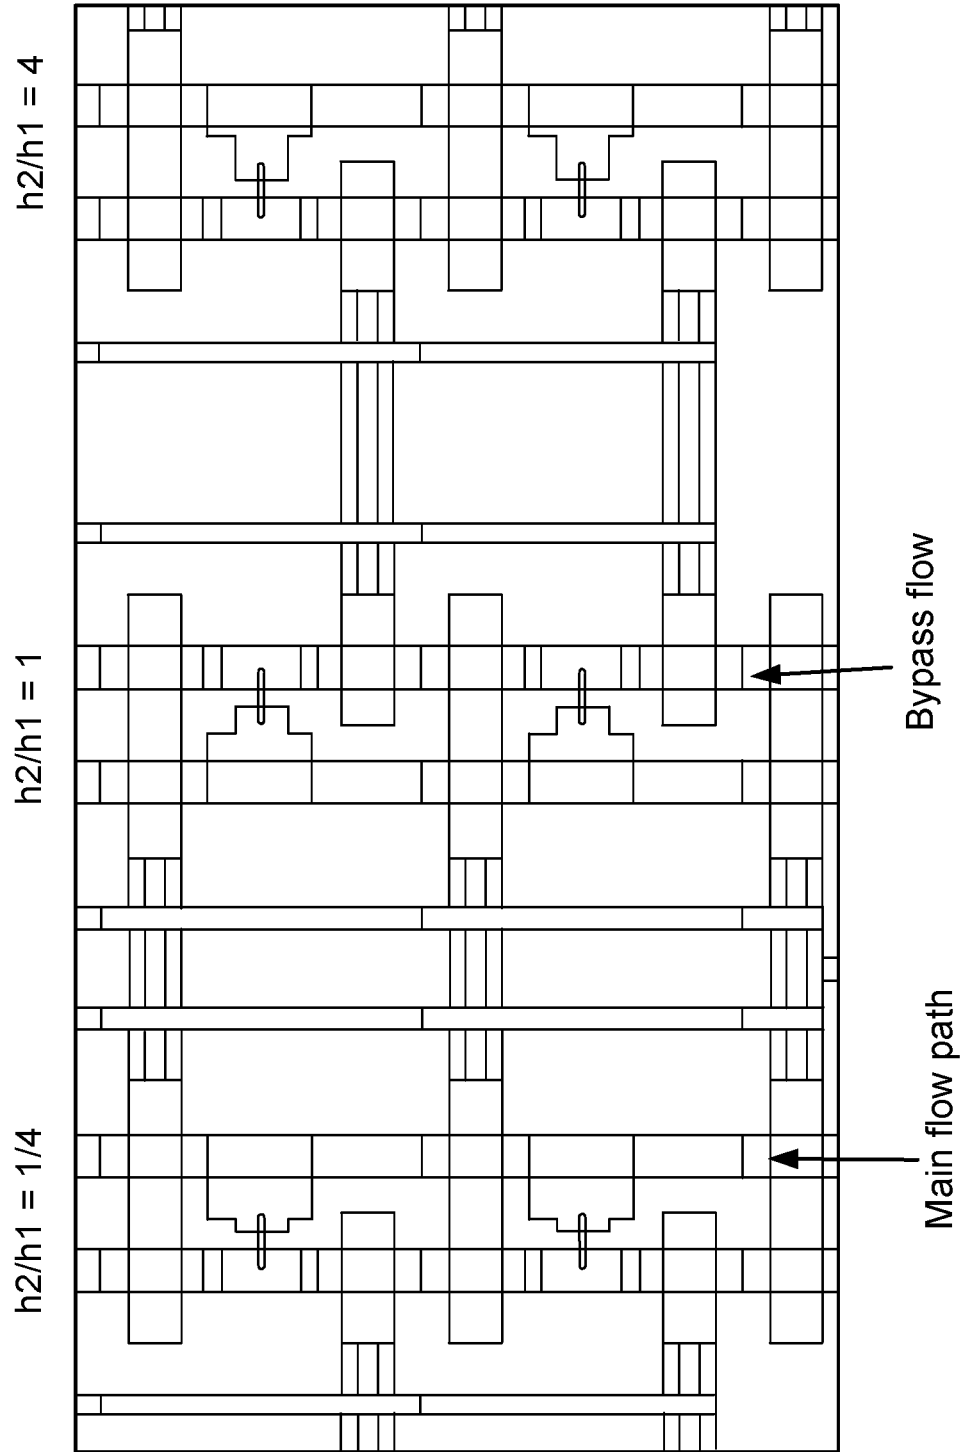 h2/h1 = 1/4
h2/h1 = 1
h2/h1 = 4
Main flow path
Bypass flow